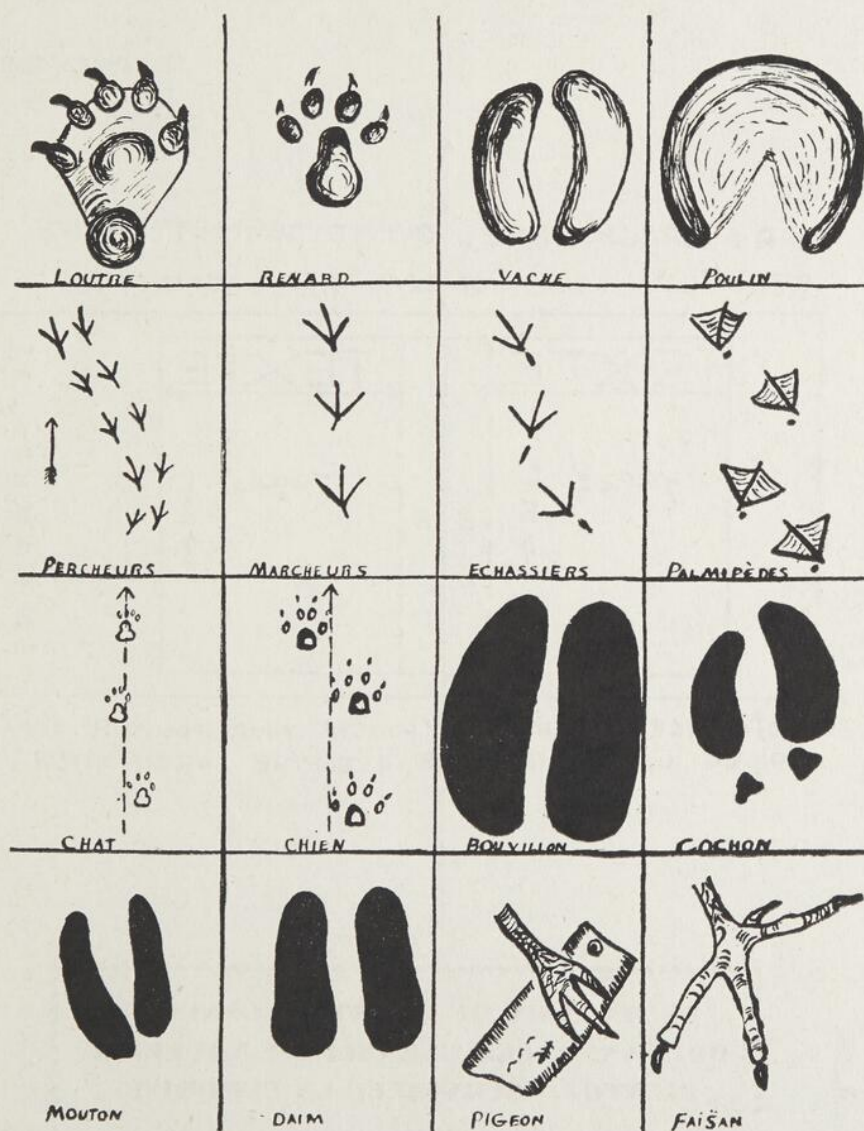 LOUTRE
RENARD
VACHE
POULIN
PERCHEURS
MARCHEURS
ECHASSIERS
PALMIPÈDES
CHAT
CHIEN
BOUVILLON
COCHON
MOUTON
DAIM
PIGEON
FAISAN